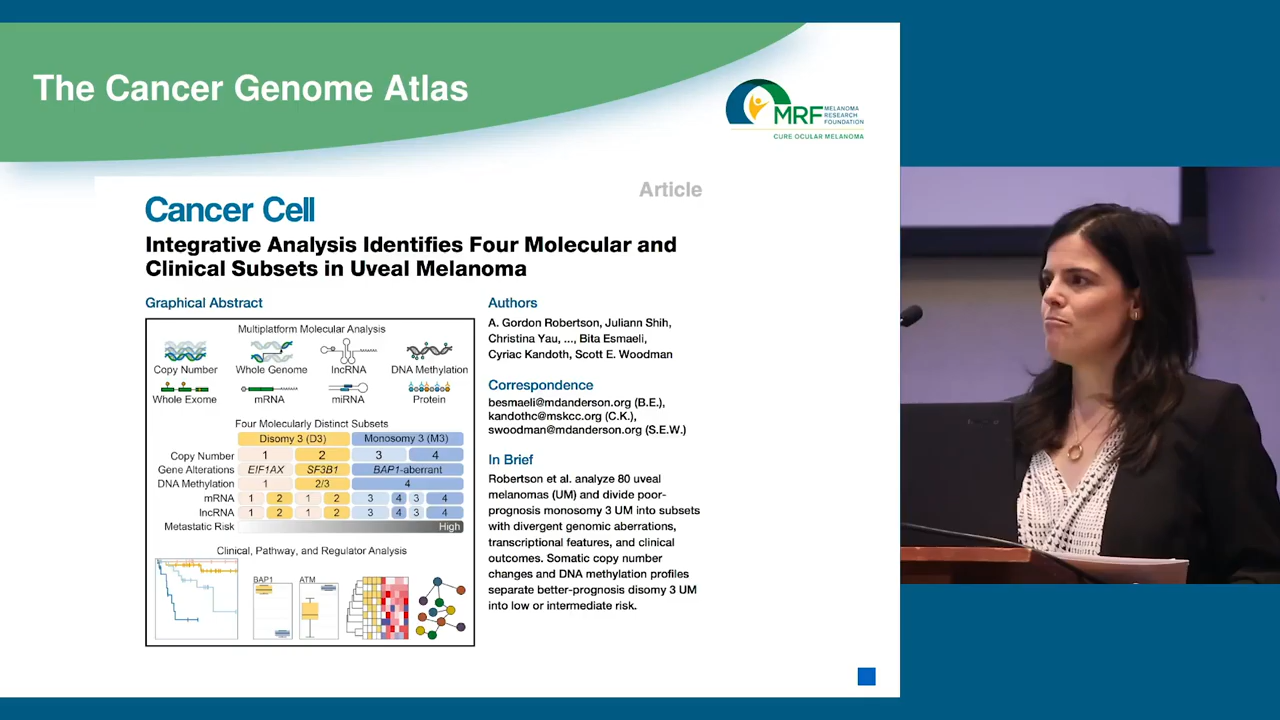 The Cancer Genome Atlas
MRF MELANOMA
RESEARCH
FOUNDATION
CURE OCULAR MELANOMA
Article
Cancer Cell
Integrative Analysis Identifies Four Molecular and
Clinical Subsets in Uveal Melanoma
Graphical Abstract
Multiplatform Molecular Analysis
Copy Number Whole Genome lncRNA DNA Methylation
Whole Exome mRNA miRNA Protein
Four Molecularly Distinct Subsets
Disomy 3 (D3) Monosomy 3 (M3)
Copy Number 1 2 3 4
Gene Alterations EIF1AX SF3B1 BAP1-aberrant
DNA Methylation 1 2/3 4
mRNA 1 2 1 2 3 4 3 4
lncRNA 1 2 1 2 3 4 3 4
Metastatic Risk High
Clinical, Pathway, and Regulator Analysis
BAP1 ATM
Authors
A. Gordon Robertson, Juliann Shih,
Christina Yau, ..., Bita Esmaeli,
Cyriac Kandoth, Scott E. Woodman
Correspondence
besmaeli@mdanderson.org (B.E.),
kandothc@mskcc.org (C.K.),
swoodman@mdanderson.org (S.E.W.)
In Brief
Robertson et al. analyze 80 uveal
melanomas (UM) and divide poor-
prognosis monosomy 3 UM into subsets
with divergent genomic aberrations,
transcriptional features, and clinical
outcomes. Somatic copy number
changes and DNA methylation profiles
separate better-prognosis disomy 3 UM
into low or intermediate risk.